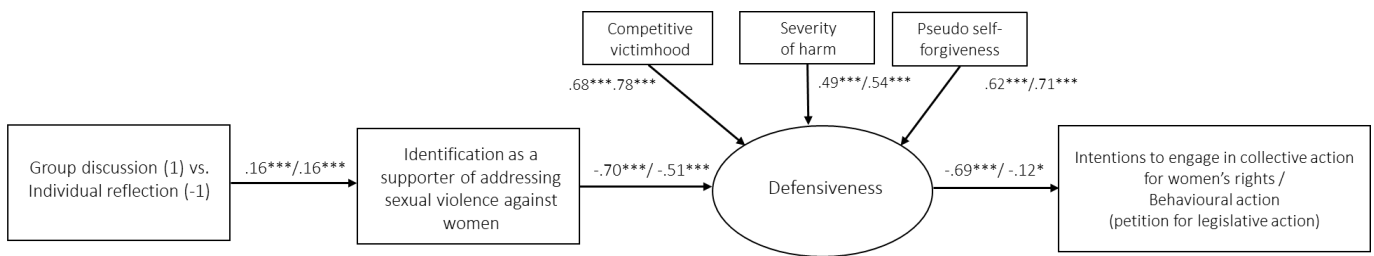 Competitive
victimhood
Severity
of harm
Pseudo self-
forgiveness
.68***.78***
.49***/.54***
.62***/.71***
Group discussion (1) vs.
Individual reflection (-1)
.16***/.16***
Identification as a
supporter of addressing
sexual violence against
women
-.70***/ -.51***
Defensiveness
-.69***/ -.12*
Intentions to engage in collective action
for women's rights /
Behavioural action
(petition for legislative action)